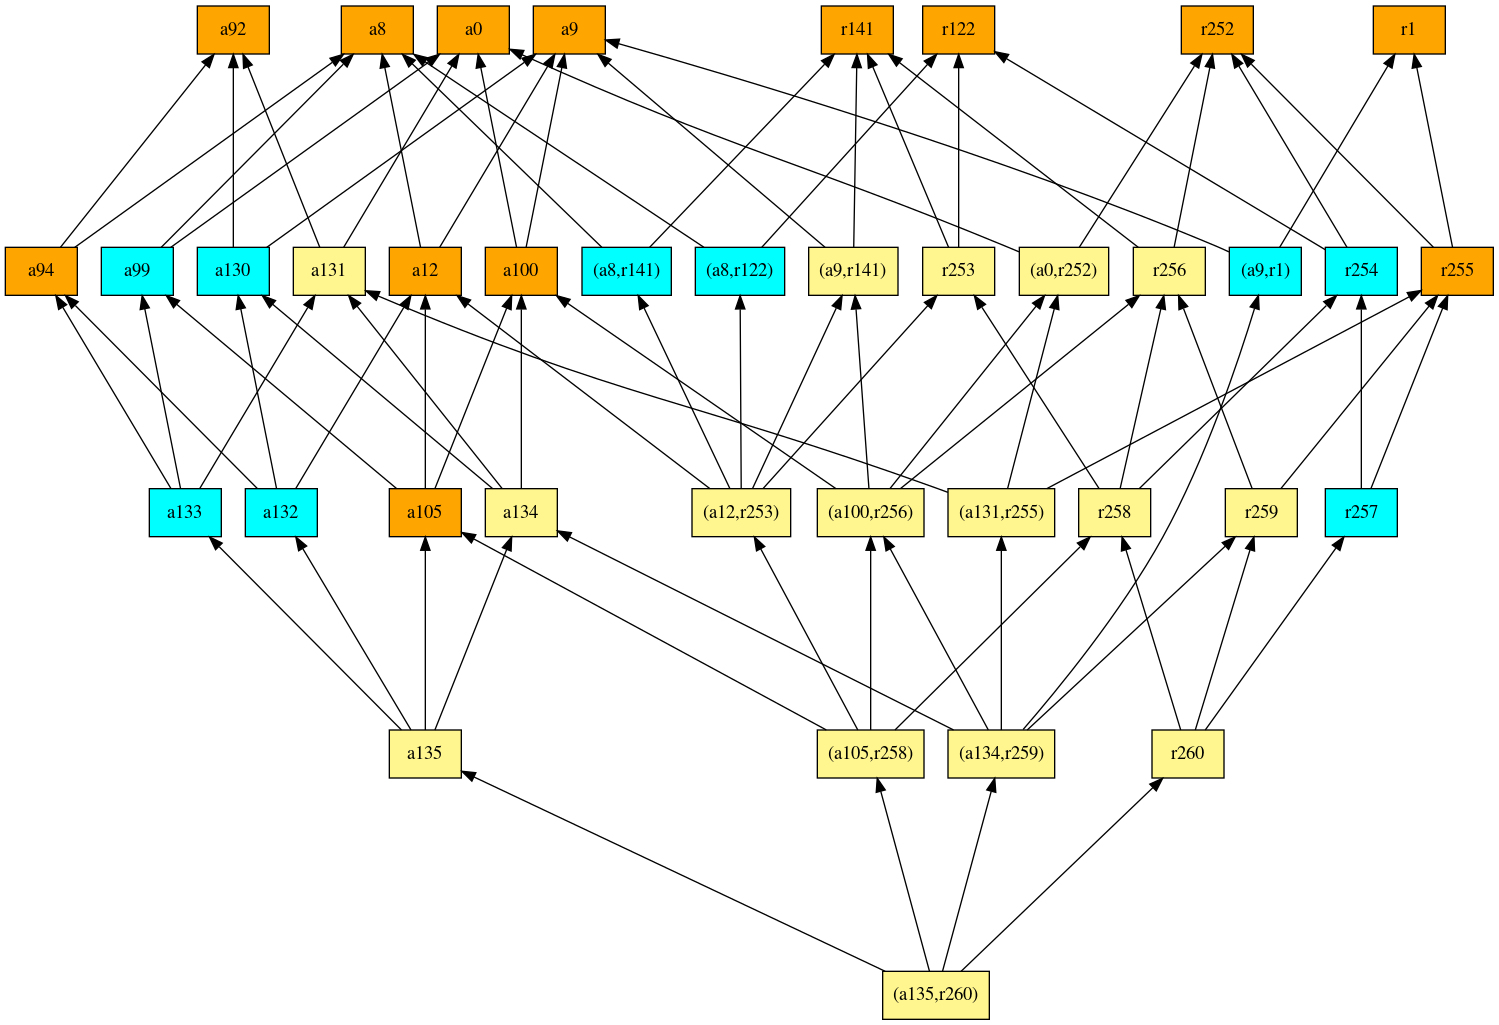 a92
a8
a0
a9
r141
r122
r252
r1
a94
a99
a130
a131
a12
a100
(a8,r141)
(a8,r122)
(a9,r141)
r253
(a0,r252)
r256
(a9,r1)
r254
r255
a133
a132
a105
a134
(a12,r253)
(a100,r256)
(a131,r255)
r258
r259
r257
a135
(a105,r258)
(a134,r259)
r260
(a135,r260)